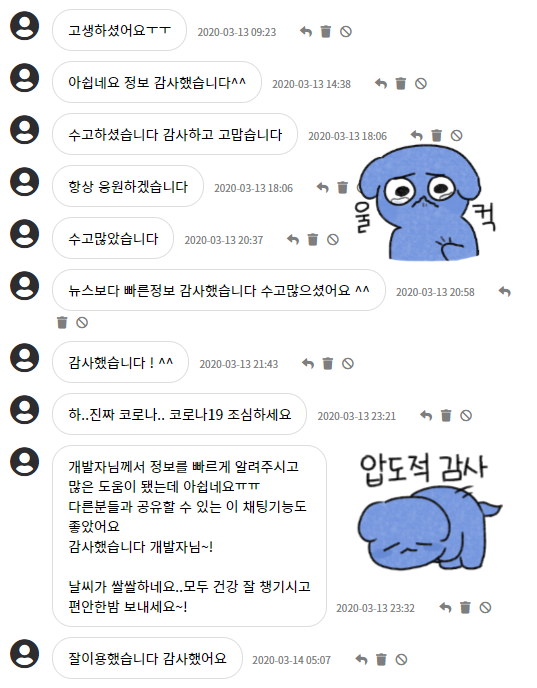 고생하셨어요ㅜㅜ 2020-03-13 09:23
아쉽네요 정보 감사했습니다^^ 2020-03-13 14:38
수고하셨습니다 감사하고 고맙습니다 2020-03-13 18:06
항상 응원하겠습니다 2020-03-13 18:06
울컥
수고많았습니다 2020-03-13 20:37
뉴스보다 빠른정보 감사했습니다 수고많으셨어요 ^^ 2020-03-13 20:58
감사했습니다 ! ^^ 2020-03-13 21:43
하..진짜 코로나.. 코로나19 조심하세요 2020-03-13 23:21
개발자님께서 정보를 빠르게 알려주시고
많은 도움이 됐는데 아쉽네요ㅠㅠ
다른분들과 공유할 수 있는 이 채팅기능도
좋았어요
감사했습니다 개발자님~!
날씨가 쌀쌀하네요..모두 건강 잘 챙기시고
편안한밤 보내세요~! 2020-03-13 23:32
압도적 감사
잘이용했습니다 감사했어요 2020-03-14 05:07